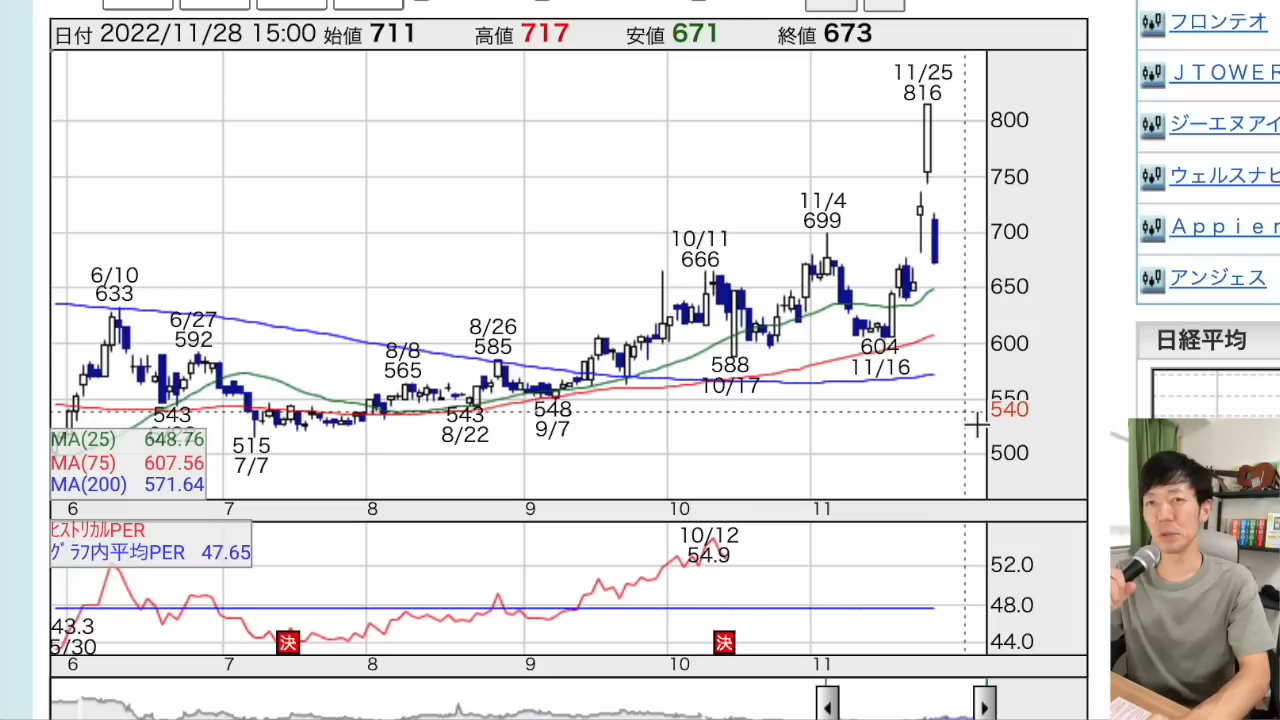 日付 2022/11/28 15:00 始値 711 高値 717 安値 671 終値 673
11/25
816
800
750
11/4
699
700
10/11
666
6/10
633
650
6/27
592
8/26
585
8/8
565
600
604
11/16
588
10/17
550
540
543
543
8/22
548
9/7
515
7/7
500
MA(25) 648.76
MA(75) 607.56
MA(200) 571.64
6 7 8 9 10 11
ﾋｽﾄﾘｶﾙPER
ｸﾞﾗﾌ内平均PER 47.65
10/12
54.9
52.0
48.0
44.0
43.3
5/30
決 決
6 7 8 9 10 11
フロンテオ
ＪＴＯＷＥＲ
ジーエヌアイ
ウェルスナビ
Ａｐｐｉｅｒ
アンジェス
日経平均